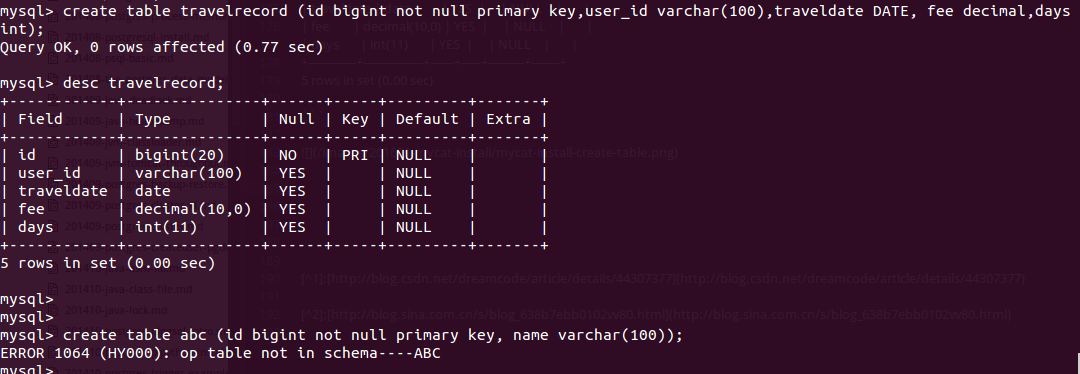 mysql> create table travelrecord (id bigint not null primary key,user_id varchar(100),traveldate DATE, fee decimal,days
int);
Query OK, 0 rows affected (0.77 sec)
mysql> desc travelrecord;
+------------+---------------+------+-----+---------+-------+
| Field      | Type          | Null | Key | Default | Extra |
+------------+---------------+------+-----+---------+-------+
| id         | bigint(20)    | NO   | PRI | NULL    |       |
| user_id    | varchar(100)  | YES  |     | NULL    |       |
| traveldate | date          | YES  |     | NULL    |       |
| fee        | decimal(10,0) | YES  |     | NULL    |       |
| days       | int(11)       | YES  |     | NULL    |       |
+------------+---------------+------+-----+---------+-------+
5 rows in set (0.00 sec)
mysql>
mysql>
mysql> create table abc (id bigint not null primary key, name varchar(100));
ERROR 1064 (HY000): op table not in schema----ABC
mysql>